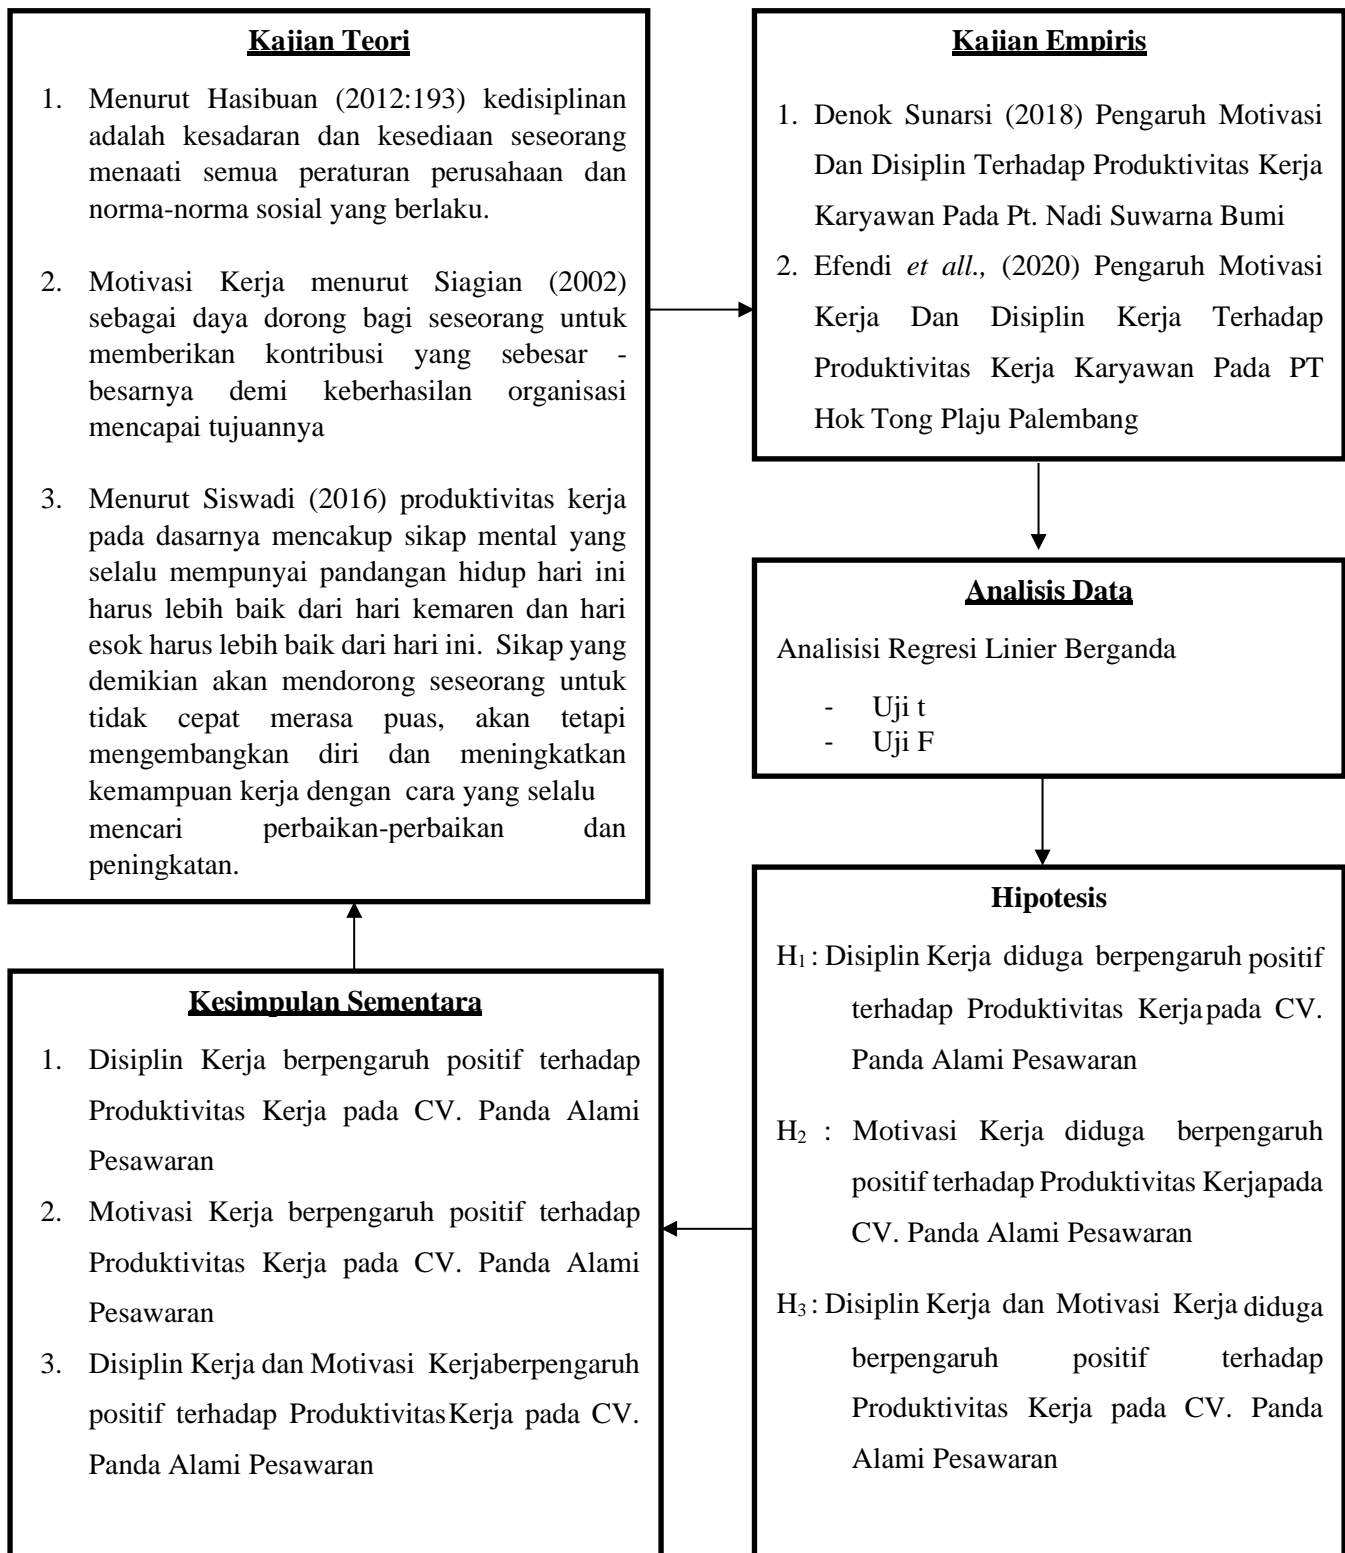 Kajian Teori
1. Menurut Hasibuan (2012:193) kedisiplinan
adalah kesadaran dan kesediaan seseorang
menaati semua peraturan perusahaan dan
norma-norma sosial yang berlaku.
2. Motivasi Kerja menurut Siagian (2002)
sebagai daya dorong bagi seseorang untuk
memberikan kontribusi yang sebesar -
besarnya demi keberhasilan organisasi
mencapai tujuannya
3. Menurut Siswadi (2016) produktivitas kerja
pada dasarnya mencakup sikap mental yang
selalu mempunyai pandangan hidup hari ini
harus lebih baik dari hari kemaren dan hari
esok harus lebih baik dari hari ini. Sikap yang
demikian akan mendorong seseorang untuk
tidak cepat merasa puas, akan tetapi
mengembangkan diri dan meningkatkan
kemampuan kerja dengan cara yang selalu
mencari perbaikan-perbaikan dan
peningkatan.
Kajian Empiris
1. Denok Sunarsi (2018) Pengaruh Motivasi
Dan Disiplin Terhadap Produktivitas Kerja
Karyawan Pada Pt. Nadi Suwarna Bumi
2. Efendi et all., (2020) Pengaruh Motivasi
Kerja Dan Disiplin Kerja Terhadap
Produktivitas Kerja Karyawan Pada PT
Hok Tong Plaju Palembang
Analisis Data
Analisisi Regresi Linier Berganda
- Uji t
- Uji F
Hipotesis
H1 : Disiplin Kerja diduga berpengaruh positif
terhadap Produktivitas Kerjapada CV.
Panda Alami Pesawaran
H2 : Motivasi Kerja diduga berpengaruh
positif terhadap Produktivitas Kerjapada
CV. Panda Alami Pesawaran
H3 : Disiplin Kerja dan Motivasi Kerja diduga
berpengaruh positif terhadap
Produktivitas Kerja pada CV. Panda
Alami Pesawaran
Kesimpulan Sementara
1. Disiplin Kerja berpengaruh positif terhadap
Produktivitas Kerja pada CV. Panda Alami
Pesawaran
2. Motivasi Kerja berpengaruh positif terhadap
Produktivitas Kerja pada CV. Panda Alami
Pesawaran
3. Disiplin Kerja dan Motivasi Kerjaberpengaruh
positif terhadap ProduktivitasKerja pada CV.
Panda Alami Pesawaran